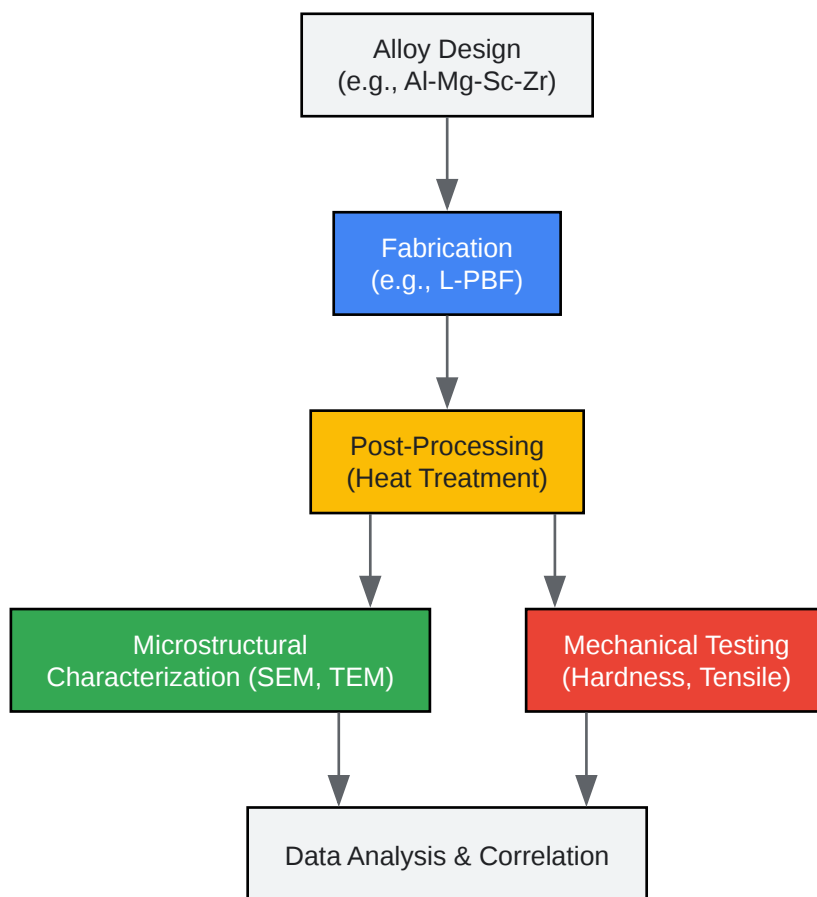 Alloy Design
(e.g., Al-Mg-Sc-Zr)
Fabrication
(e.g., L-PBF)
Post-Processing
(Heat Treatment)
Microstructural
Characterization (SEM, TEM)
Mechanical Testing
(Hardness, Tensile)
Data Analysis & Correlation